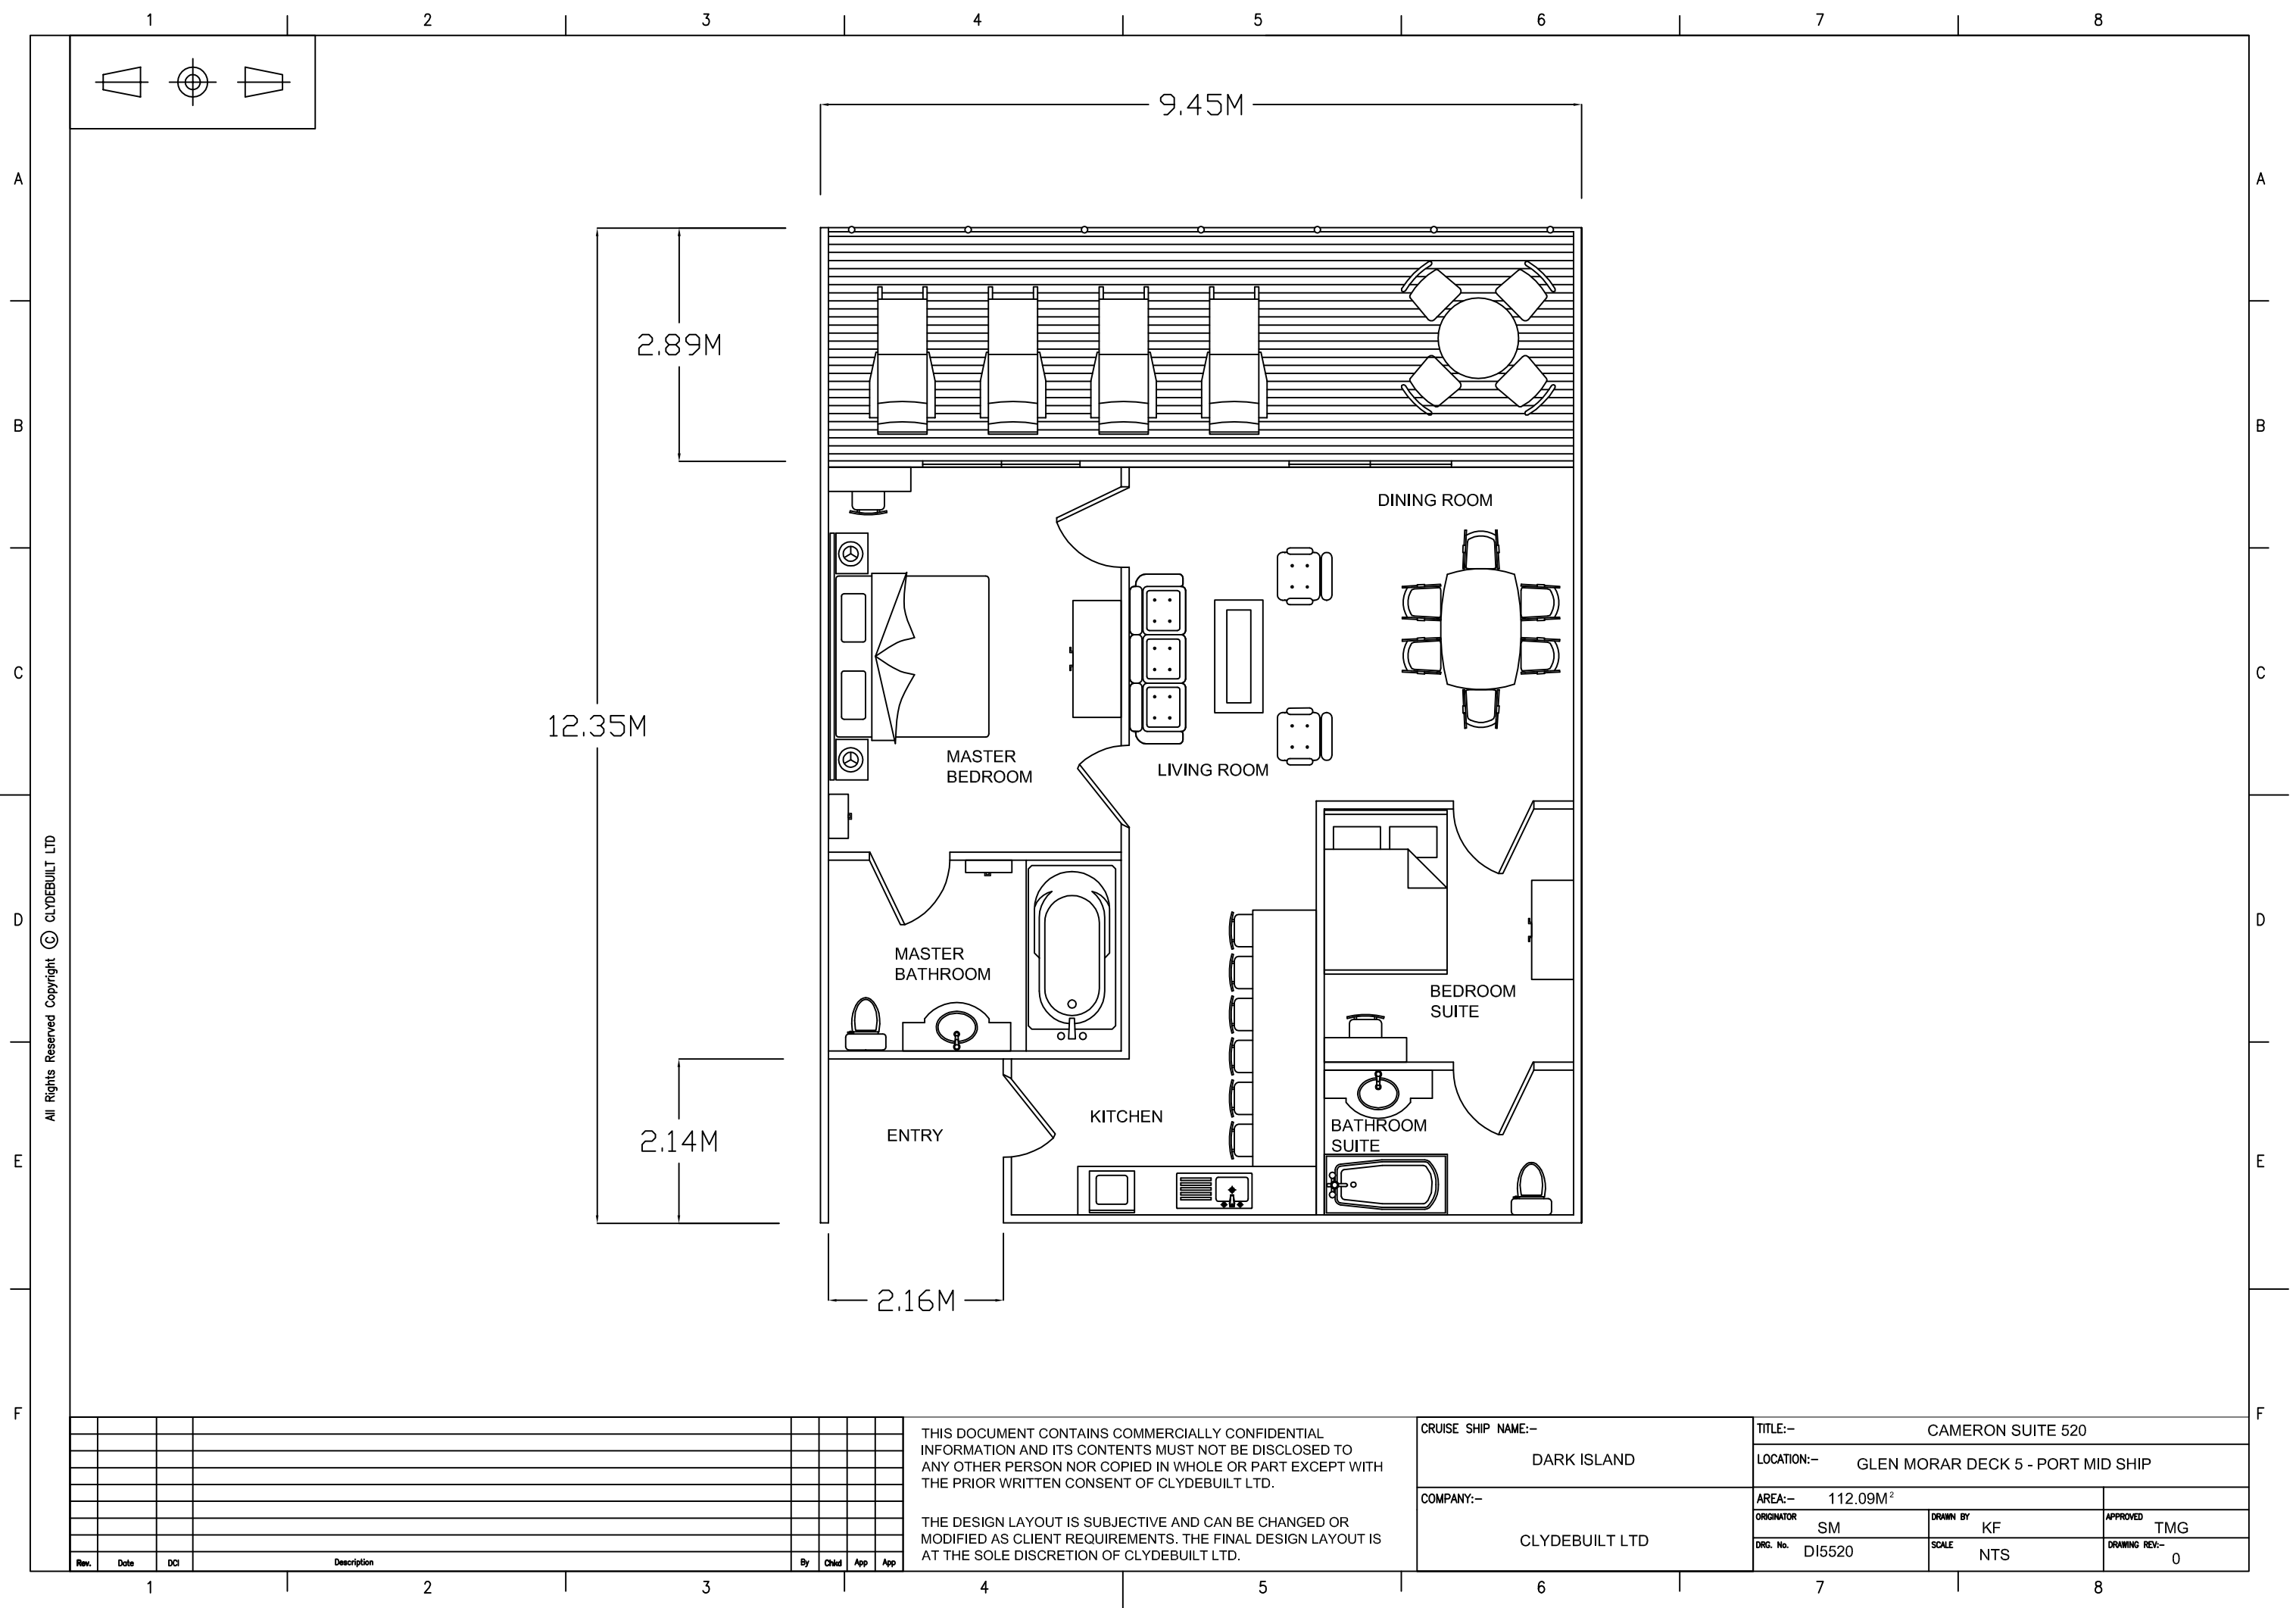 1 2 3 4 5 6 7 8
9.45M
A A
2.89M
B B
DINING ROOM
C C
12.35M
MASTER
BEDROOM
LIVING ROOM
All Rights Reserved Copyright © CLYDEBUILT LTD
D D
MASTER
BATHROOM
BEDROOM
SUITE
KITCHEN
BATHROOM
SUITE
ENTRY
2.14M
E E
2.16M
F F
Rev. Date DCI Description By Chkd App App
THIS DOCUMENT CONTAINS COMMERCIALLY CONFIDENTIAL
INFORMATION AND ITS CONTENTS MUST NOT BE DISCLOSED TO
ANY OTHER PERSON NOR COPIED IN WHOLE OR PART EXCEPT WITH
THE PRIOR WRITTEN CONSENT OF CLYDEBUILT LTD.
THE DESIGN LAYOUT IS SUBJECTIVE AND CAN BE CHANGED OR
MODIFIED AS CLIENT REQUIREMENTS. THE FINAL DESIGN LAYOUT IS
AT THE SOLE DISCRETION OF CLYDEBUILT LTD.
CRUISE SHIP NAME:-
DARK ISLAND
COMPANY:-
CLYDEBUILT LTD
TITLE:- CAMERON SUITE 520
LOCATION:- GLEN MORAR DECK 5 - PORT MID SHIP
AREA:- 112.09M²
ORIGINATOR SM DRAWN BY KF APPROVED TMG
DRG. No. DI5520 SCALE NTS DRAWING REV:- 0
1 2 3 4 5 6 7 8